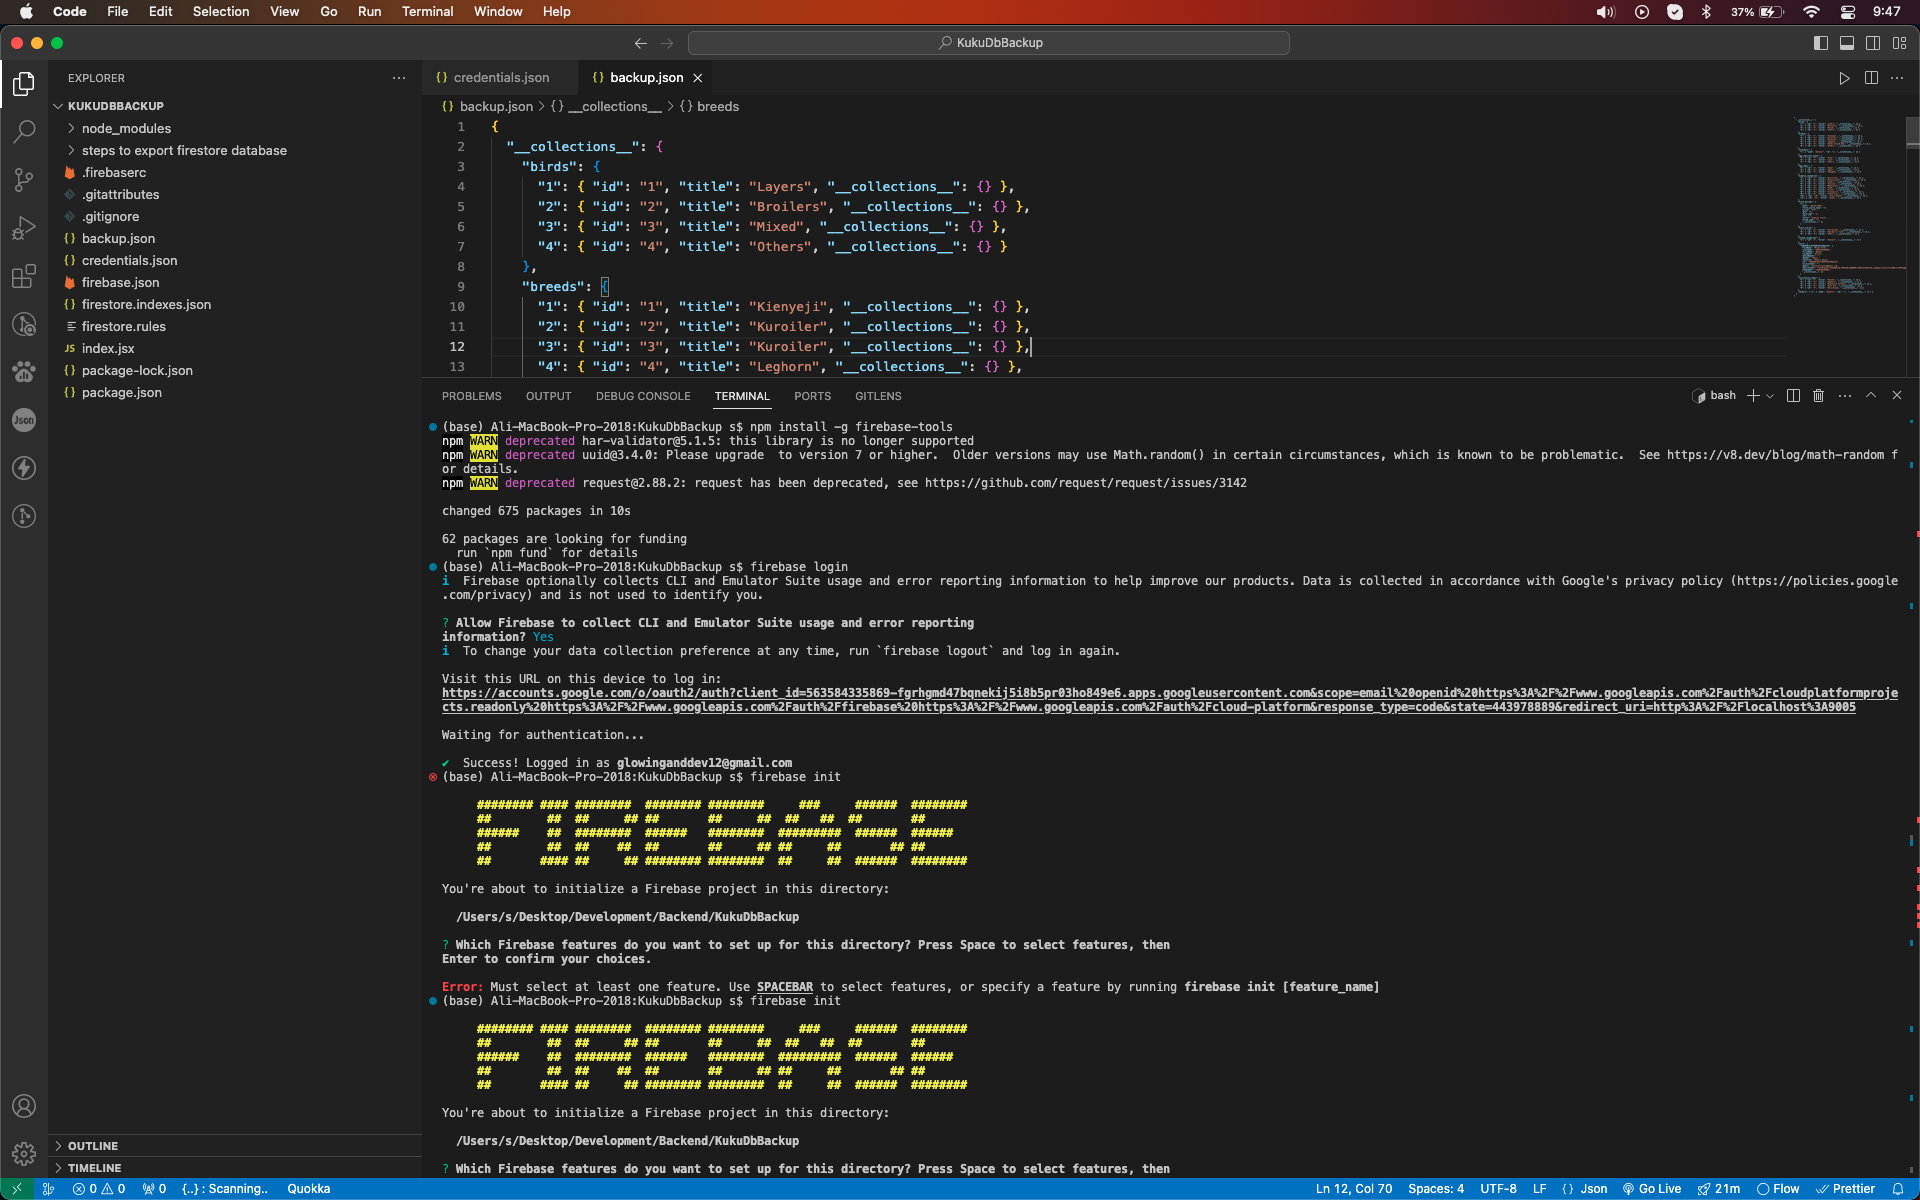 Code File Edit Selection View Go Run Terminal Window Help 37% 9:47
KukuDbBackup
EXPLORER
KUKUDBBACKUP
node_modules
steps to export firestore database
.firebaserc
.gitattributes
.gitignore
{} backup.json
{} credentials.json
firebase.json
{} firestore.indexes.json
firestore.rules
JS index.jsx
{} package-lock.json
{} package.json
OUTLINE
TIMELINE
Json
{} credentials.json {} backup.json
{} backup.json > {} __collections__ > {} breeds
1 {
2 "__collections__": {
3 "birds": {
4 "1": { "id": "1", "title": "Layers", "__collections__": {} },
5 "2": { "id": "2", "title": "Broilers", "__collections__": {} },
6 "3": { "id": "3", "title": "Mixed", "__collections__": {} },
7 "4": { "id": "4", "title": "Others", "__collections__": {} }
8 },
9 "breeds": {
10 "1": { "id": "1", "title": "Kienyeji", "__collections__": {} },
11 "2": { "id": "2", "title": "Kuroiler", "__collections__": {} },
12 "3": { "id": "3", "title": "Kuroiler", "__collections__": {} },
13 "4": { "id": "4", "title": "Leghorn", "__collections__": {} },
PROBLEMS OUTPUT DEBUG CONSOLE TERMINAL PORTS GITLENS bash
(base) Ali-MacBook-Pro-2018:KukuDbBackup s$ npm install -g firebase-tools
npm WARN deprecated har-validator@5.1.5: this library is no longer supported
npm WARN deprecated uuid@3.4.0: Please upgrade  to version 7 or higher.  Older versions may use Math.random() in certain circumstances, which is known to be problematic.  See https://v8.dev/blog/math-random f
or details.
npm WARN deprecated request@2.88.2: request has been deprecated, see https://github.com/request/request/issues/3142
changed 675 packages in 10s
62 packages are looking for funding
run `npm fund` for details
(base) Ali-MacBook-Pro-2018:KukuDbBackup s$ firebase login
i  Firebase optionally collects CLI and Emulator Suite usage and error reporting information to help improve our products. Data is collected in accordance with Google's privacy policy (https://policies.google
.com/privacy) and is not used to identify you.
? Allow Firebase to collect CLI and Emulator Suite usage and error reporting
information? Yes
i  To change your data collection preference at any time, run `firebase logout` and log in again.
Visit this URL on this device to log in:
https://accounts.google.com/o/oauth2/auth?client_id=563584335869-fgrhgmd47bqnekij5i8b5pr03ho849e6.apps.googleusercontent.com&scope=email%20openid%20https%3A%2F%2Fwww.googleapis.com%2Fauth%2Fcloudplatformproje
cts.readonly%20https%3A%2F%2Fwww.googleapis.com%2Fauth%2Ffirebase%20https%3A%2F%2Fwww.googleapis.com%2Fauth%2Fcloud-platform&response_type=code&state=443978889&redirect_uri=http%3A%2F%2Flocalhost%3A9005
Waiting for authentication...
✔  Success! Logged in as glowinganddev12@gmail.com
(base) Ali-MacBook-Pro-2018:KukuDbBackup s$ firebase init
FIREBASE
You're about to initialize a Firebase project in this directory:
/Users/s/Desktop/Development/Backend/KukuDbBackup
? Which Firebase features do you want to set up for this directory? Press Space to select features, then
Enter to confirm your choices.
Error: Must select at least one feature. Use SPACEBAR to select features, or specify a feature by running firebase init [feature_name]
(base) Ali-MacBook-Pro-2018:KukuDbBackup s$ firebase init
FIREBASE
You're about to initialize a Firebase project in this directory:
/Users/s/Desktop/Development/Backend/KukuDbBackup
? Which Firebase features do you want to set up for this directory? Press Space to select features, then
0 0 0 {..} : Scanning.. Quokka Ln 12, Col 70 Spaces: 4 UTF-8 LF {} Json Go Live 21m Flow Prettier